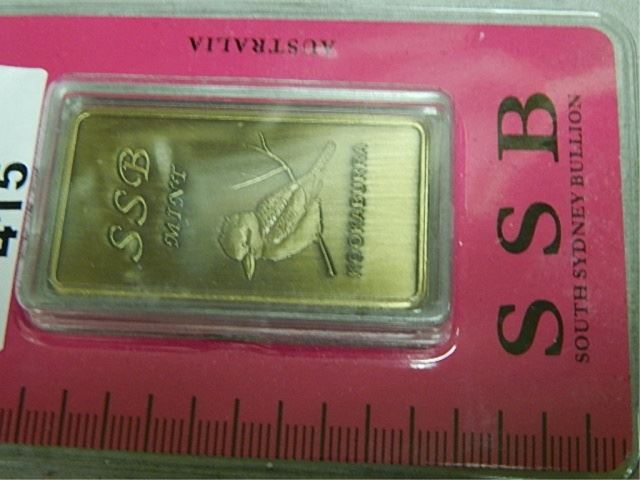 AUSTRALIA
SSB
MINT
KOOKABURRA
SSB
SOUTH SYDNEY BULLION
415